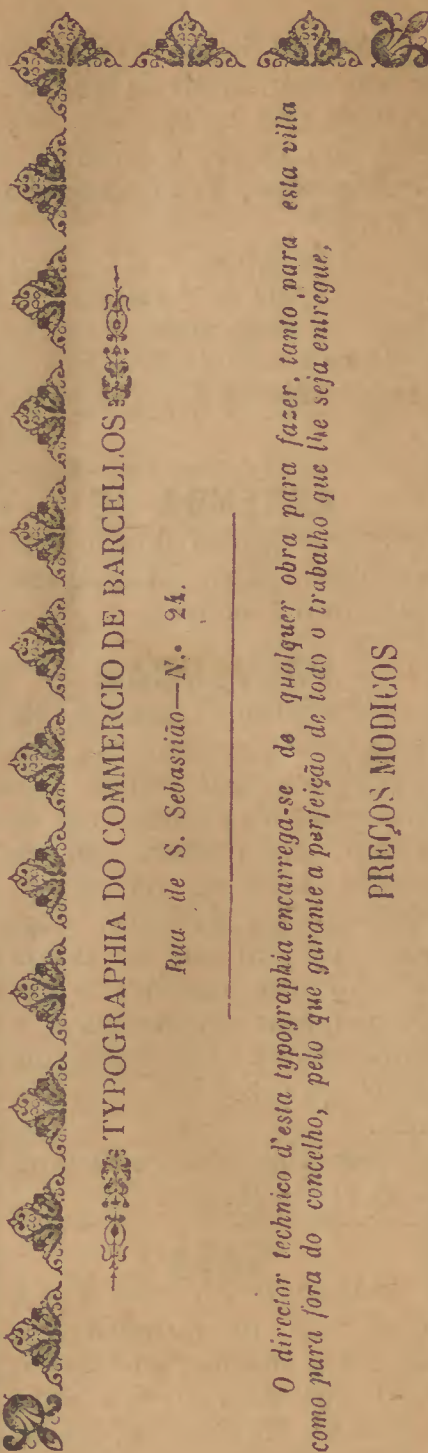 TYPOGRAPHIA DO COMMERCIO DE BARCELLOS
Rua de S. Sebastião—N.• 24.
O director technico d'esta typographia encarrega-se de qualquer obra para fazer, tanto para esta villa
como para fora do concelho, pelo que garante a perfeição de todo o trabalho que lhe seja entregue,
PREÇOS MODICOS